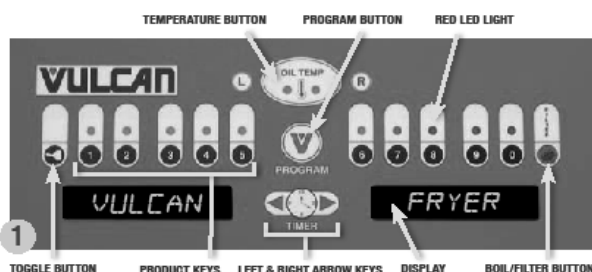 TEMPERATURE BUTTON PROGRAM BUTTON RED LED LIGHT
VULCAN
L OIL TEMP R
1 2 3 4 5 V 6 7 8 9 0
PROGRAM
VULCAN FRYER
TIMER
1
TOGGLE BUTTON PRODUCT KEYS LEFT & RIGHT ARROW KEYS DISPLAY BOIL/FILTER BUTTON